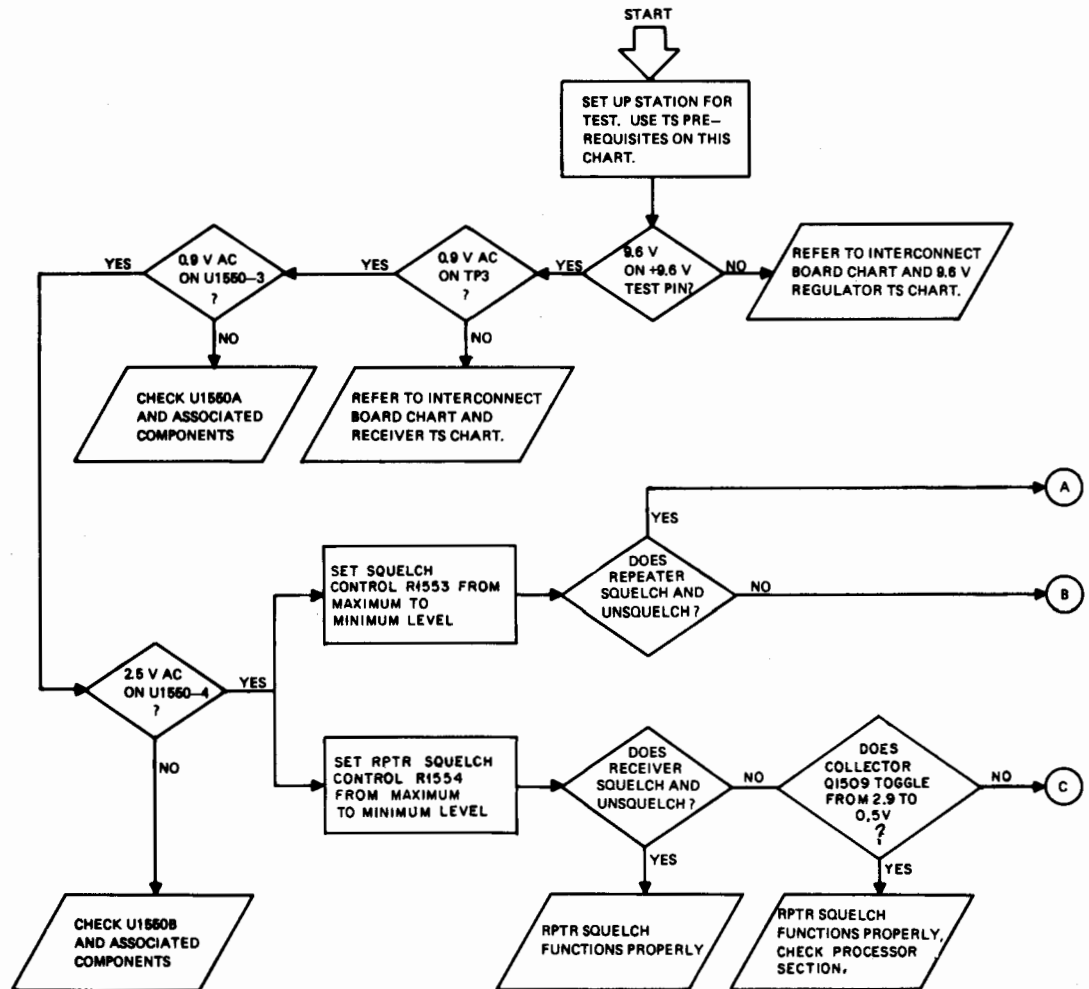 START
SET UP STATION FOR
TEST. USE TS PRE–
REQUISITES ON THIS
CHART.
YES
0.9 V AC
ON U1550–3
?
YES
0.9 V AC
ON TP3
?
YES
9.6 V
ON +9.6 V
TEST PIN?
NO
REFER TO INTERCONNECT
BOARD CHART AND 9.6 V
REGULATOR TS CHART.
NO
NO
CHECK U1550A
AND ASSOCIATED
COMPONENTS
REFER TO INTERCONNECT
BOARD CHART AND
RECEIVER TS CHART.
A
YES
SET SQUELCH
CONTROL R1553 FROM
MAXIMUM TO
MINIMUM LEVEL
DOES
REPEATER
SQUELCH AND
UNSQUELCH ?
NO
B
2.5 V AC
ON U1550–4
?
YES
NO
SET RPTR SQUELCH
CONTROL R1554
FROM MAXIMUM
TO MINIMUM LEVEL
DOES
RECEIVER
SQUELCH AND
UNSQUELCH ?
NO
DOES
COLLECTOR
Q1509 TOGGLE
FROM 2.9 TO
0.5V
?
NO
C
YES
YES
CHECK U1550B
AND ASSOCIATED
COMPONENTS
RPTR SQUELCH
FUNCTIONS PROPERLY
RPTR SQUELCH
FUNCTIONS PROPERLY,
CHECK PROCESSOR
SECTION.